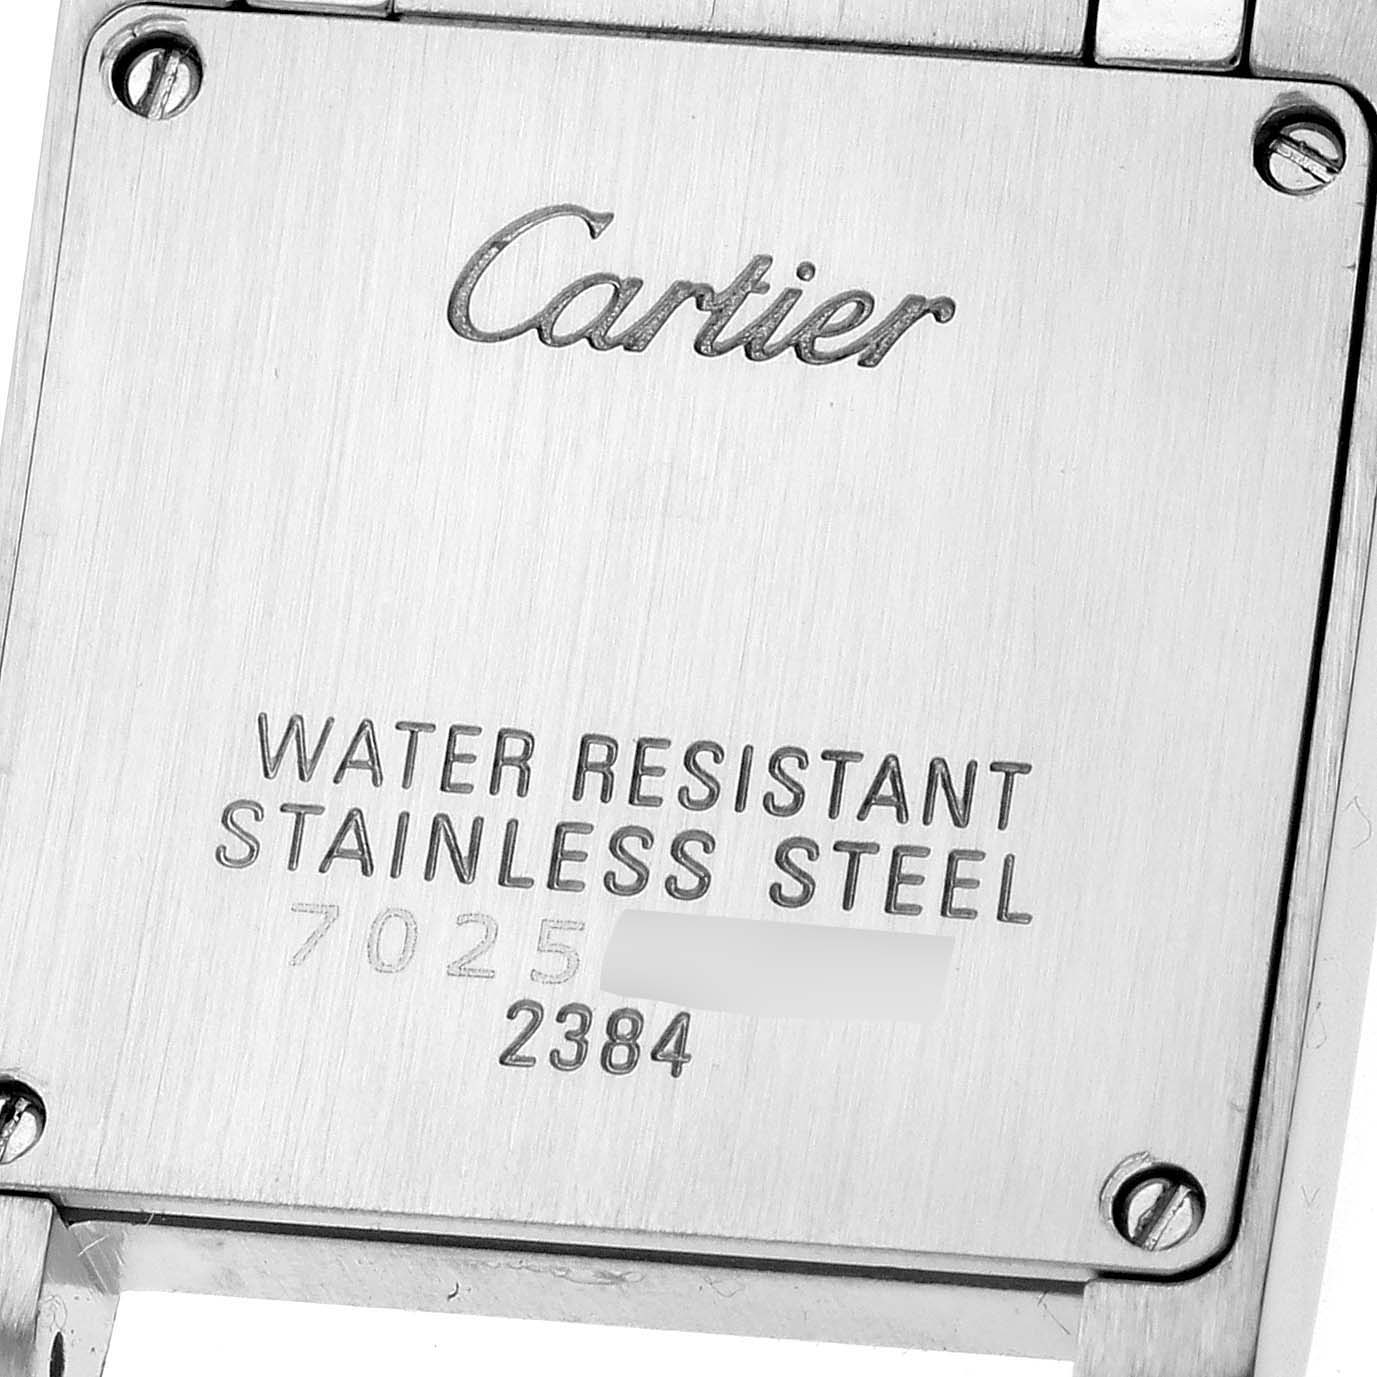 Cartier
WATER RESISTANT
STAINLESS STEEL
7025
2384